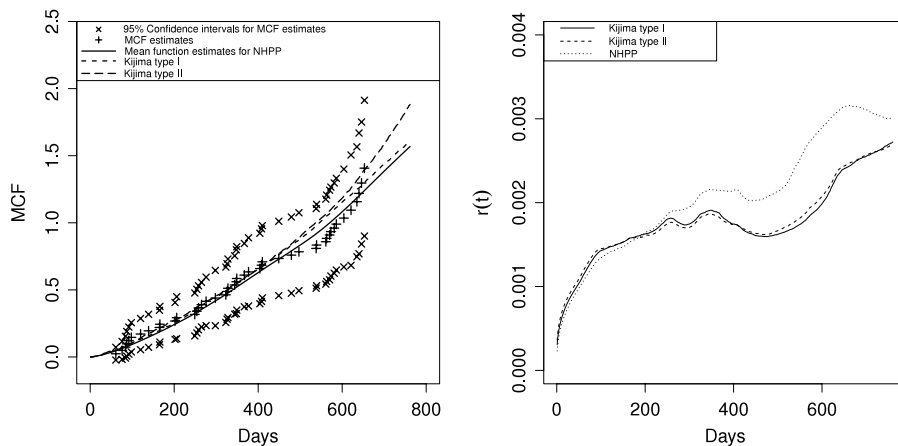 2.5
2.0
1.5
1.0
0.5
0.0
MCF
95% Confidence intervals for MCF estimates
MCF estimates
Mean function estimates for NHPP
Kijima type I
Kijima type II
0 200 400 600 800
Days
0.004
0.003
0.002
0.001
0.000
r(t)
Kijima type I
Kijima type II
NHPP
0 200 400 600
Days